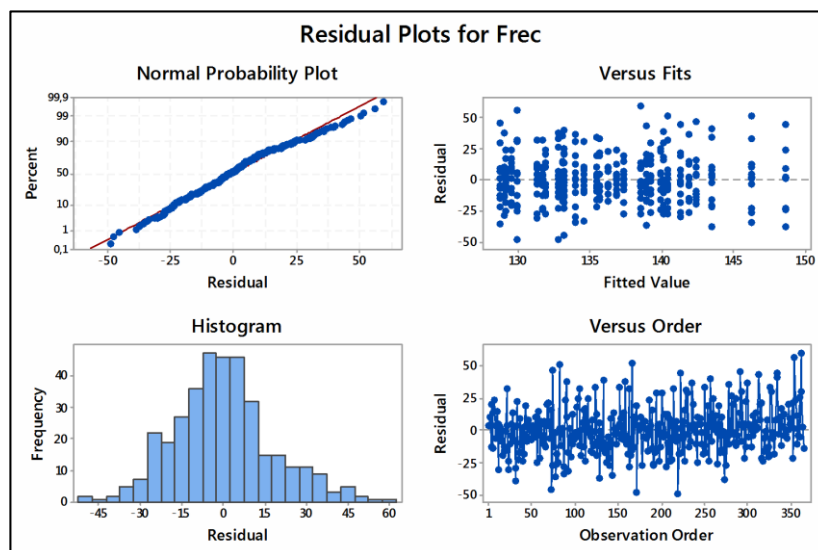 Residual Plots for Frec
Normal Probability Plot
99,9
99
90
50
10
1
0,1
Percent
-50 -25 0 25 50
Residual
Versus Fits
50
25
0
-25
-50
Residual
130 135 140 145 150
Fitted Value
Histogram
40
30
20
10
0
Frequency
-45 -30 -15 0 15 30 45 60
Residual
Versus Order
50
25
0
-25
-50
Residual
1 50 100 150 200 250 300 350
Observation Order